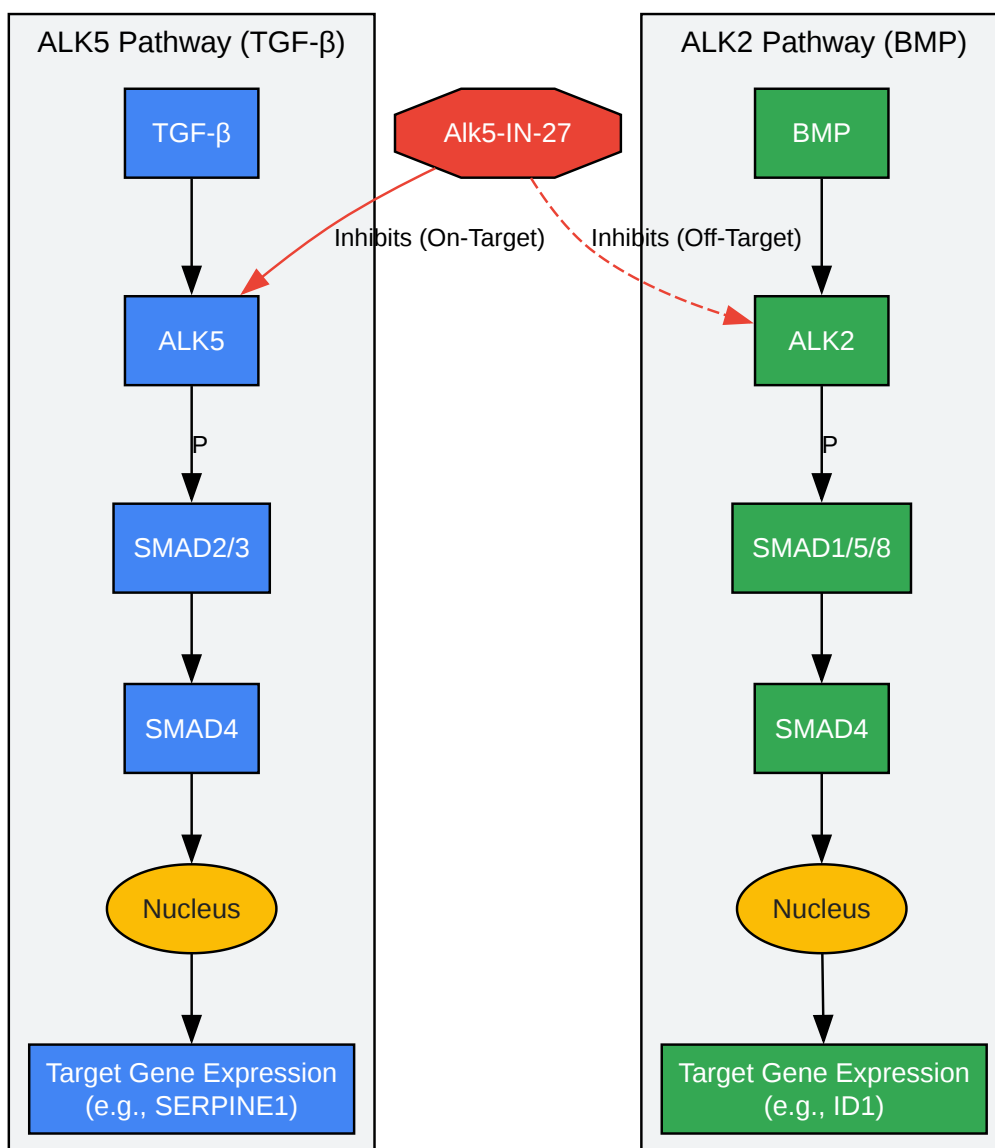 ALK5 Pathway (TGF-β)
ALK2 Pathway (BMP)
TGF-β
Alk5-IN-27
BMP
Inhibits (On-Target)
Inhibits (Off-Target)
ALK5
ALK2
P
P
SMAD2/3
SMAD1/5/8
SMAD4
SMAD4
Nucleus
Nucleus
Target Gene Expression
(e.g., SERPINE1)
Target Gene Expression
(e.g., ID1)